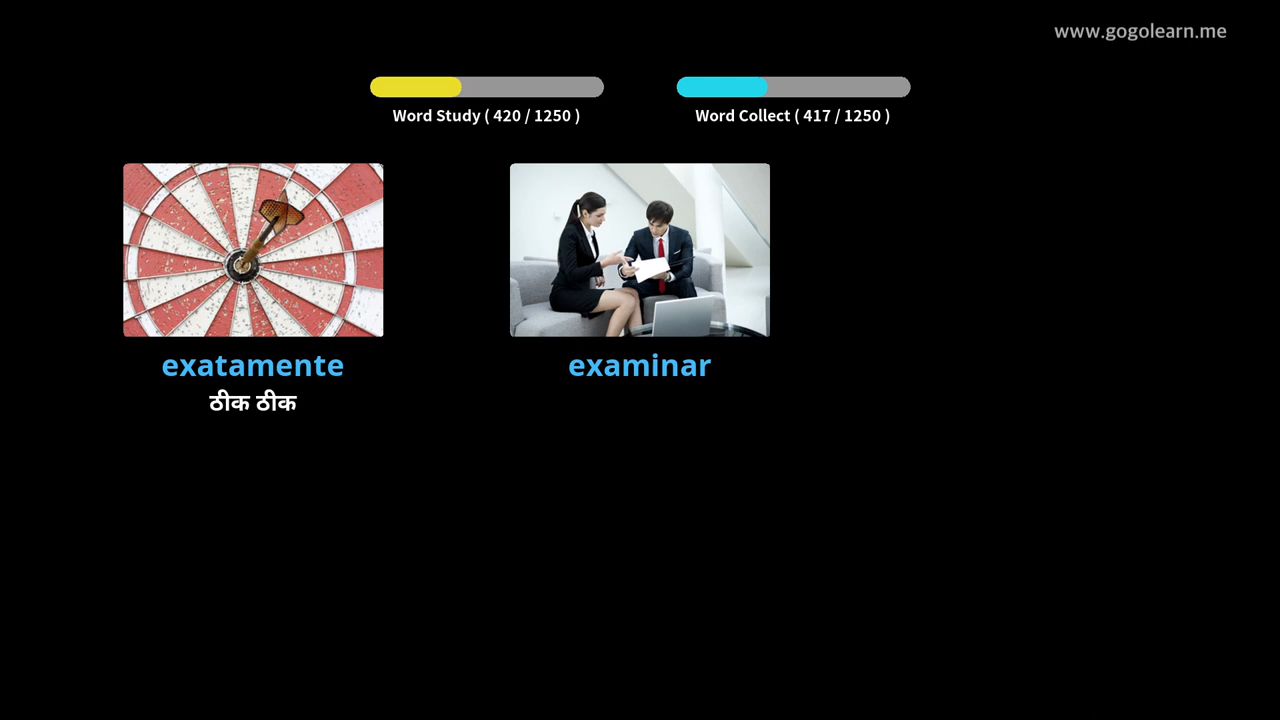 www.gogolearn.me
Word Study ( 420 / 1250 )
Word Collect ( 417 / 1250 )
exatamente
ठीक ठीक
examinar